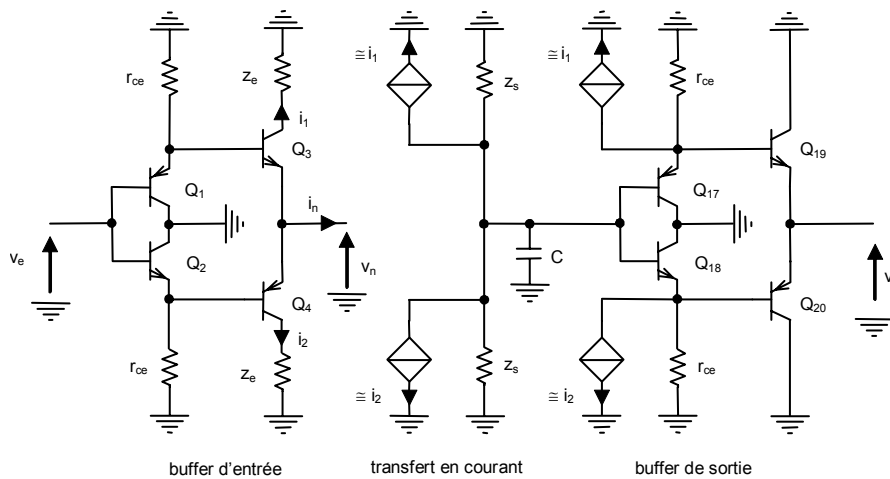 ≅ i1
≅ i1
rce
ze
zs
rce
i1
Q3
Q19
Q1
Q17
in
ve
vn
C
v
Q2
Q18
Q4
Q20
i2
rce
ze
zs
rce
≅ i2
≅ i2
buffer d'entrée
transfert en courant
buffer de sortie